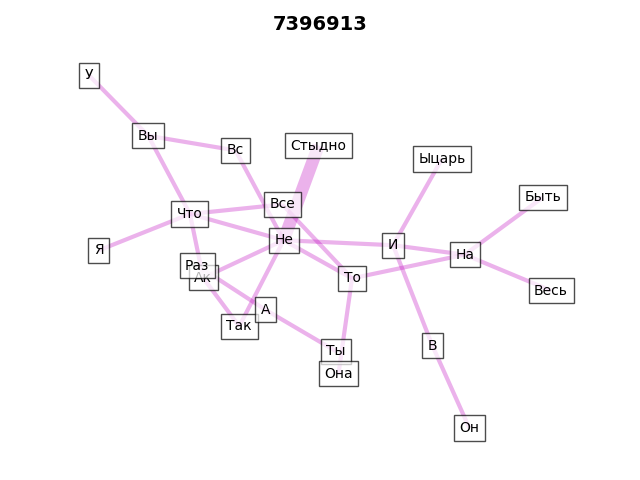 7396913
У
Вы
Вс
Стыдно
Ыцарь
Быть
Все
Что
Не
И
На
Я
Раз
Ак
То
Весь
А
Так
Ты
В
Она
Он